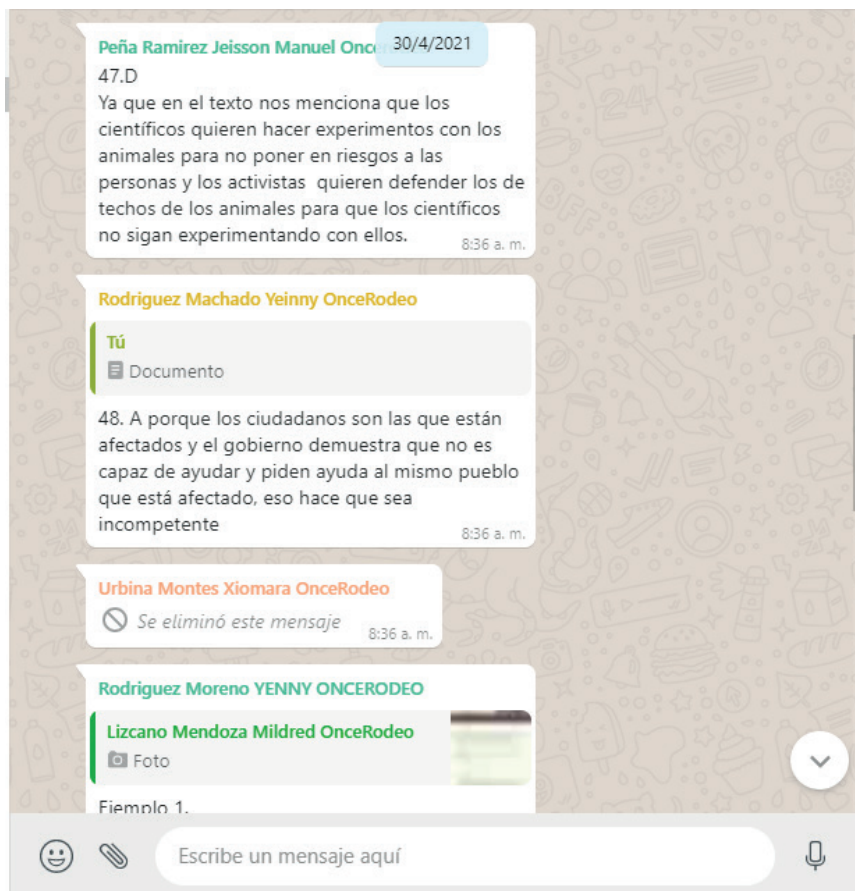 30/4/2021
Peña Ramirez Jeisson Manuel
47.D
Ya que en el texto nos menciona que los
científicos quieren hacer experimentos con los
animales para no poner en riesgos a las
personas y los activistas quieren defender los de
techos de los animales para que los científicos
no sigan experimentando con ellos.
8:36 a. m.
Rodriguez Machado Yeinny OnceRodeo
Tú
Documento
48. A porque los ciudadanos son las que están
afectados y el gobierno demuestra que no es
capaz de ayudar y piden ayuda al mismo pueblo
que está afectado, eso hace que sea
incompetente
8:36 a. m.
Urbina Montes Xiomara OnceRodeo
Se eliminó este mensaje
8:36 a. m.
Rodriguez Moreno YENNY ONCERODEO
Lizcano Mendoza Mildred OnceRodeo
Foto
Ejemplo 1.
Escribe un mensaje aquí